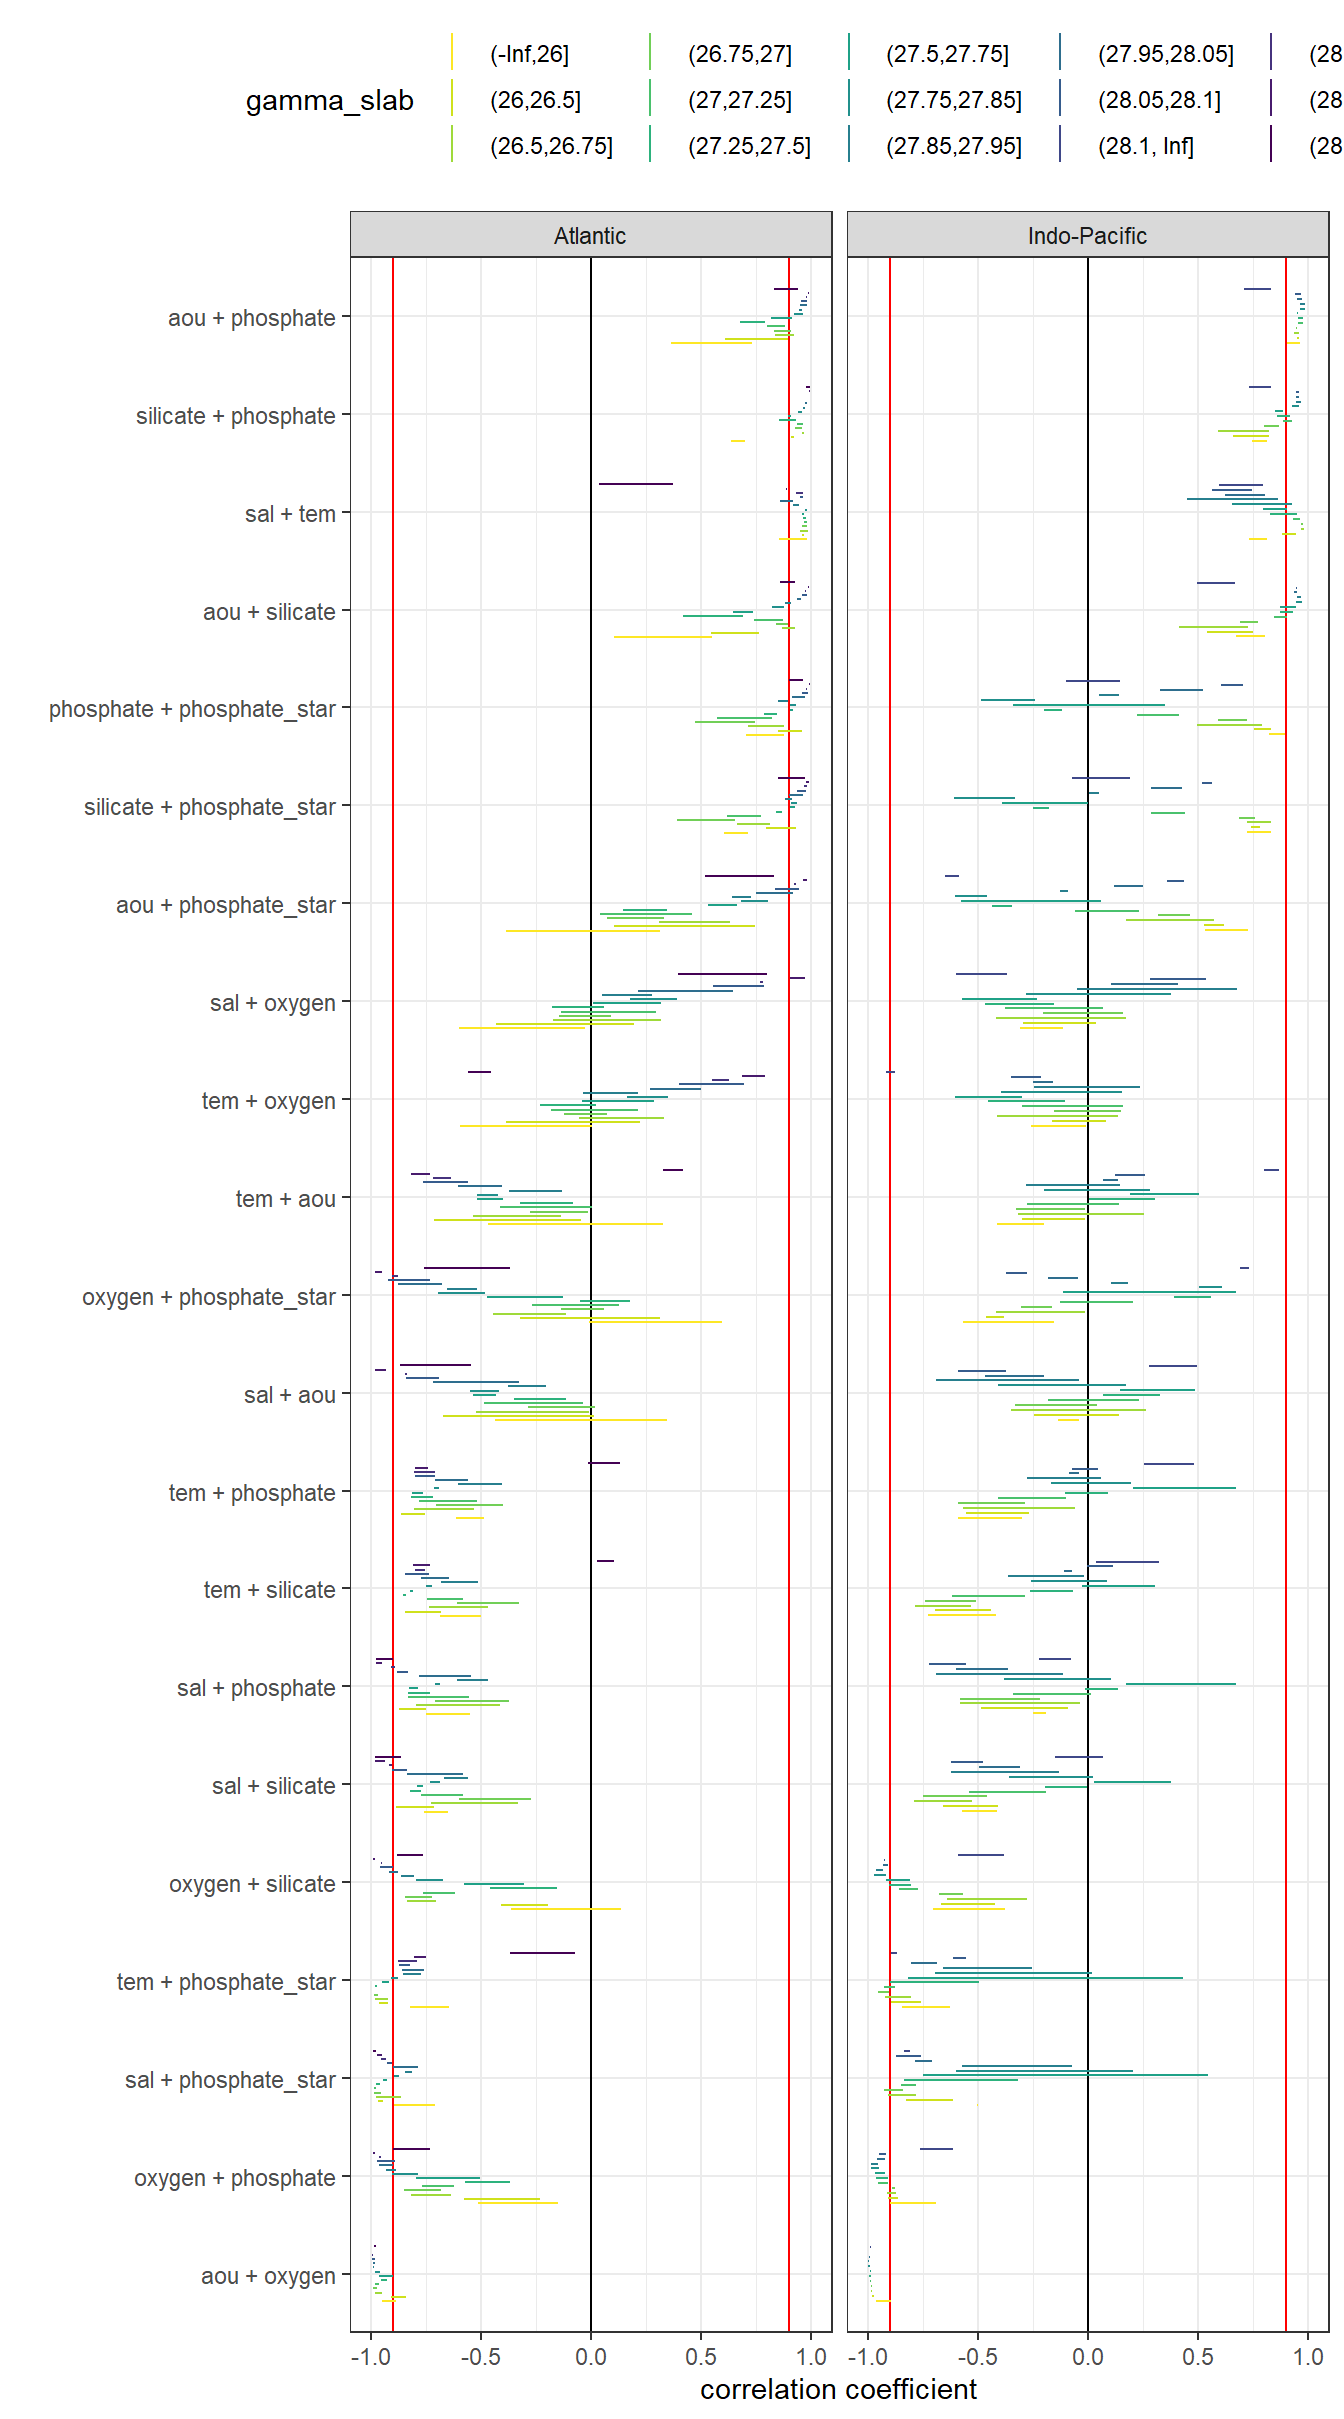 gamma_slab
(-Inf,26] (26.75,27] (27.5,27.75] (27.95,28.05] (28
(26,26.5] (27,27.25] (27.75,27.85] (28.05,28.1] (28
(26.5,26.75] (27.25,27.5] (27.85,27.95] (28.1, Inf] (28
Atlantic Indo-Pacific
aou + phosphate
silicate + phosphate
sal + tem
aou + silicate
phosphate + phosphate_star
silicate + phosphate_star
aou + phosphate_star
sal + oxygen
tem + oxygen
tem + aou
oxygen + phosphate_star
sal + aou
tem + phosphate
tem + silicate
sal + phosphate
sal + silicate
oxygen + silicate
tem + phosphate_star
sal + phosphate_star
oxygen + phosphate
aou + oxygen
-1.0 -0.5 0.0 0.5 1.0 -1.0 -0.5 0.0 0.5 1.0
correlation coefficient